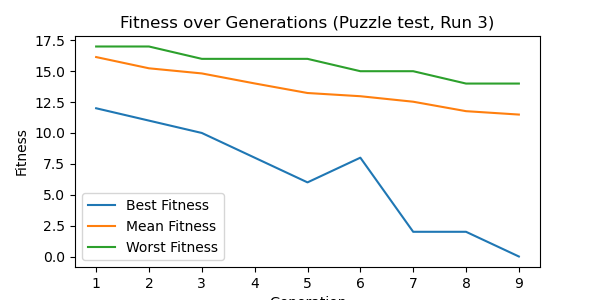 Fitness over Generations (Puzzle test, Run 3)
17.5
15.0
12.5
10.0
7.5
5.0
2.5
0.0
Fitness
Best Fitness
Mean Fitness
Worst Fitness
1 2 3 4 5 6 7 8 9
Generation